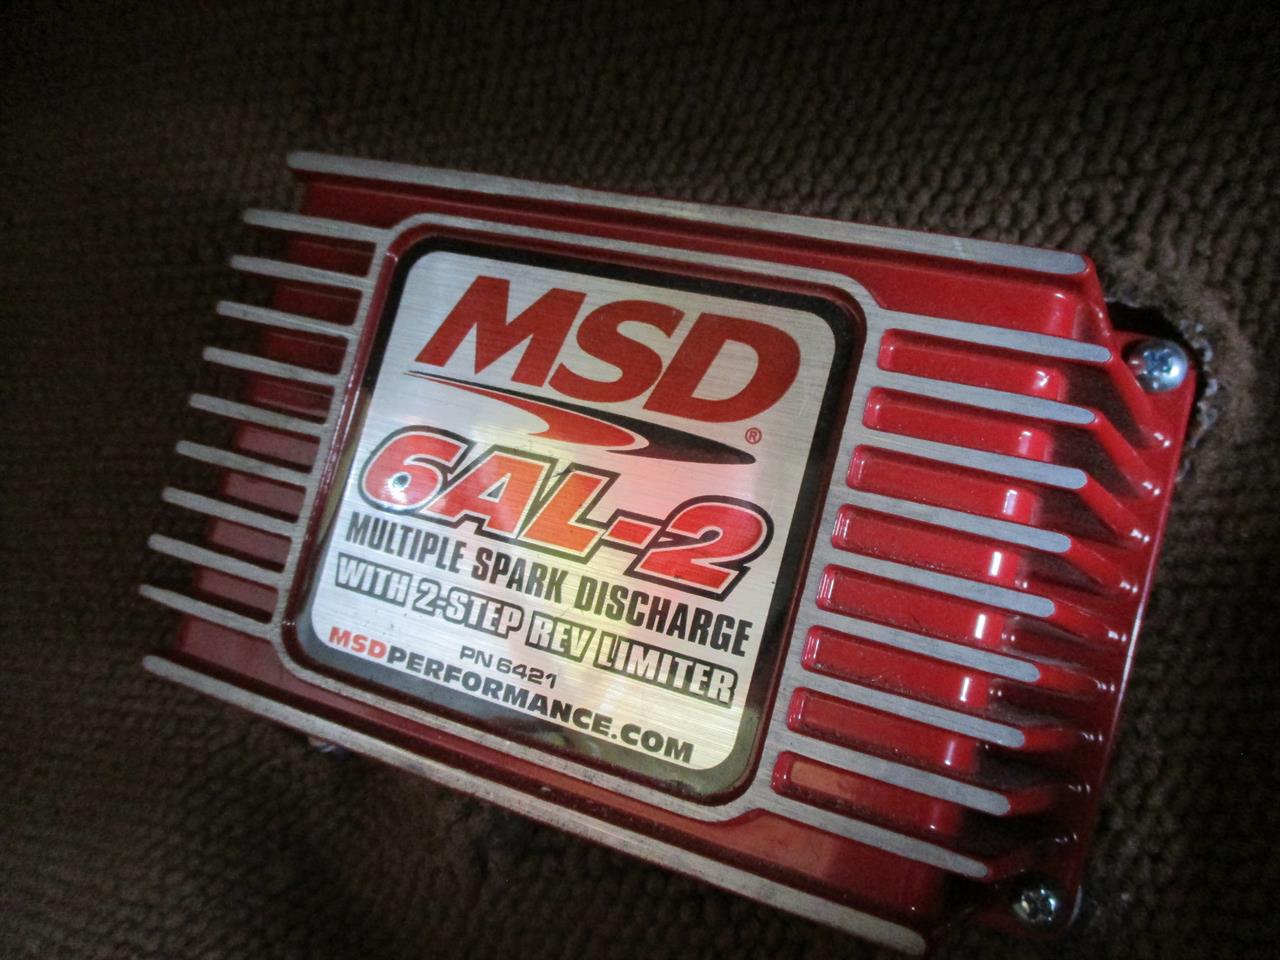 MSD®
6AL-2
MULTIPLE SPARK DISCHARGE
WITH 2-STEP REV LIMITER
PN 6421
MSDPERFORMANCE.COM